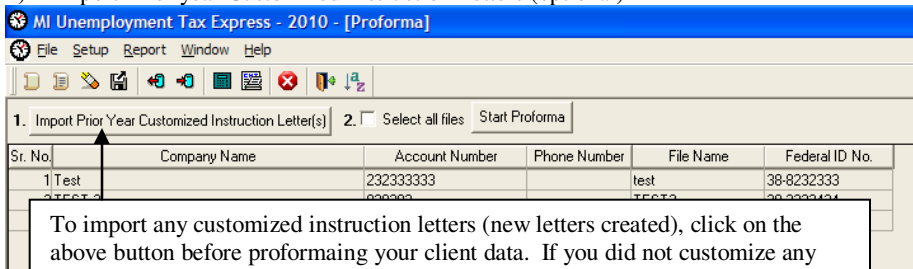 MI Unemployment Tax Express - 2010 - [Proforma]
File Setup Report Window Help
1. Import Prior Year Customized Instruction Letter(s) 2. Select all files Start Proforma
Sr. No. Company Name Account Number Phone Number File Name Federal ID No.
1 Test 232333333 test 38-8232333
To import any customized instruction letters (new letters created), click on the
above button before proformaing your client data. If you did not customize any